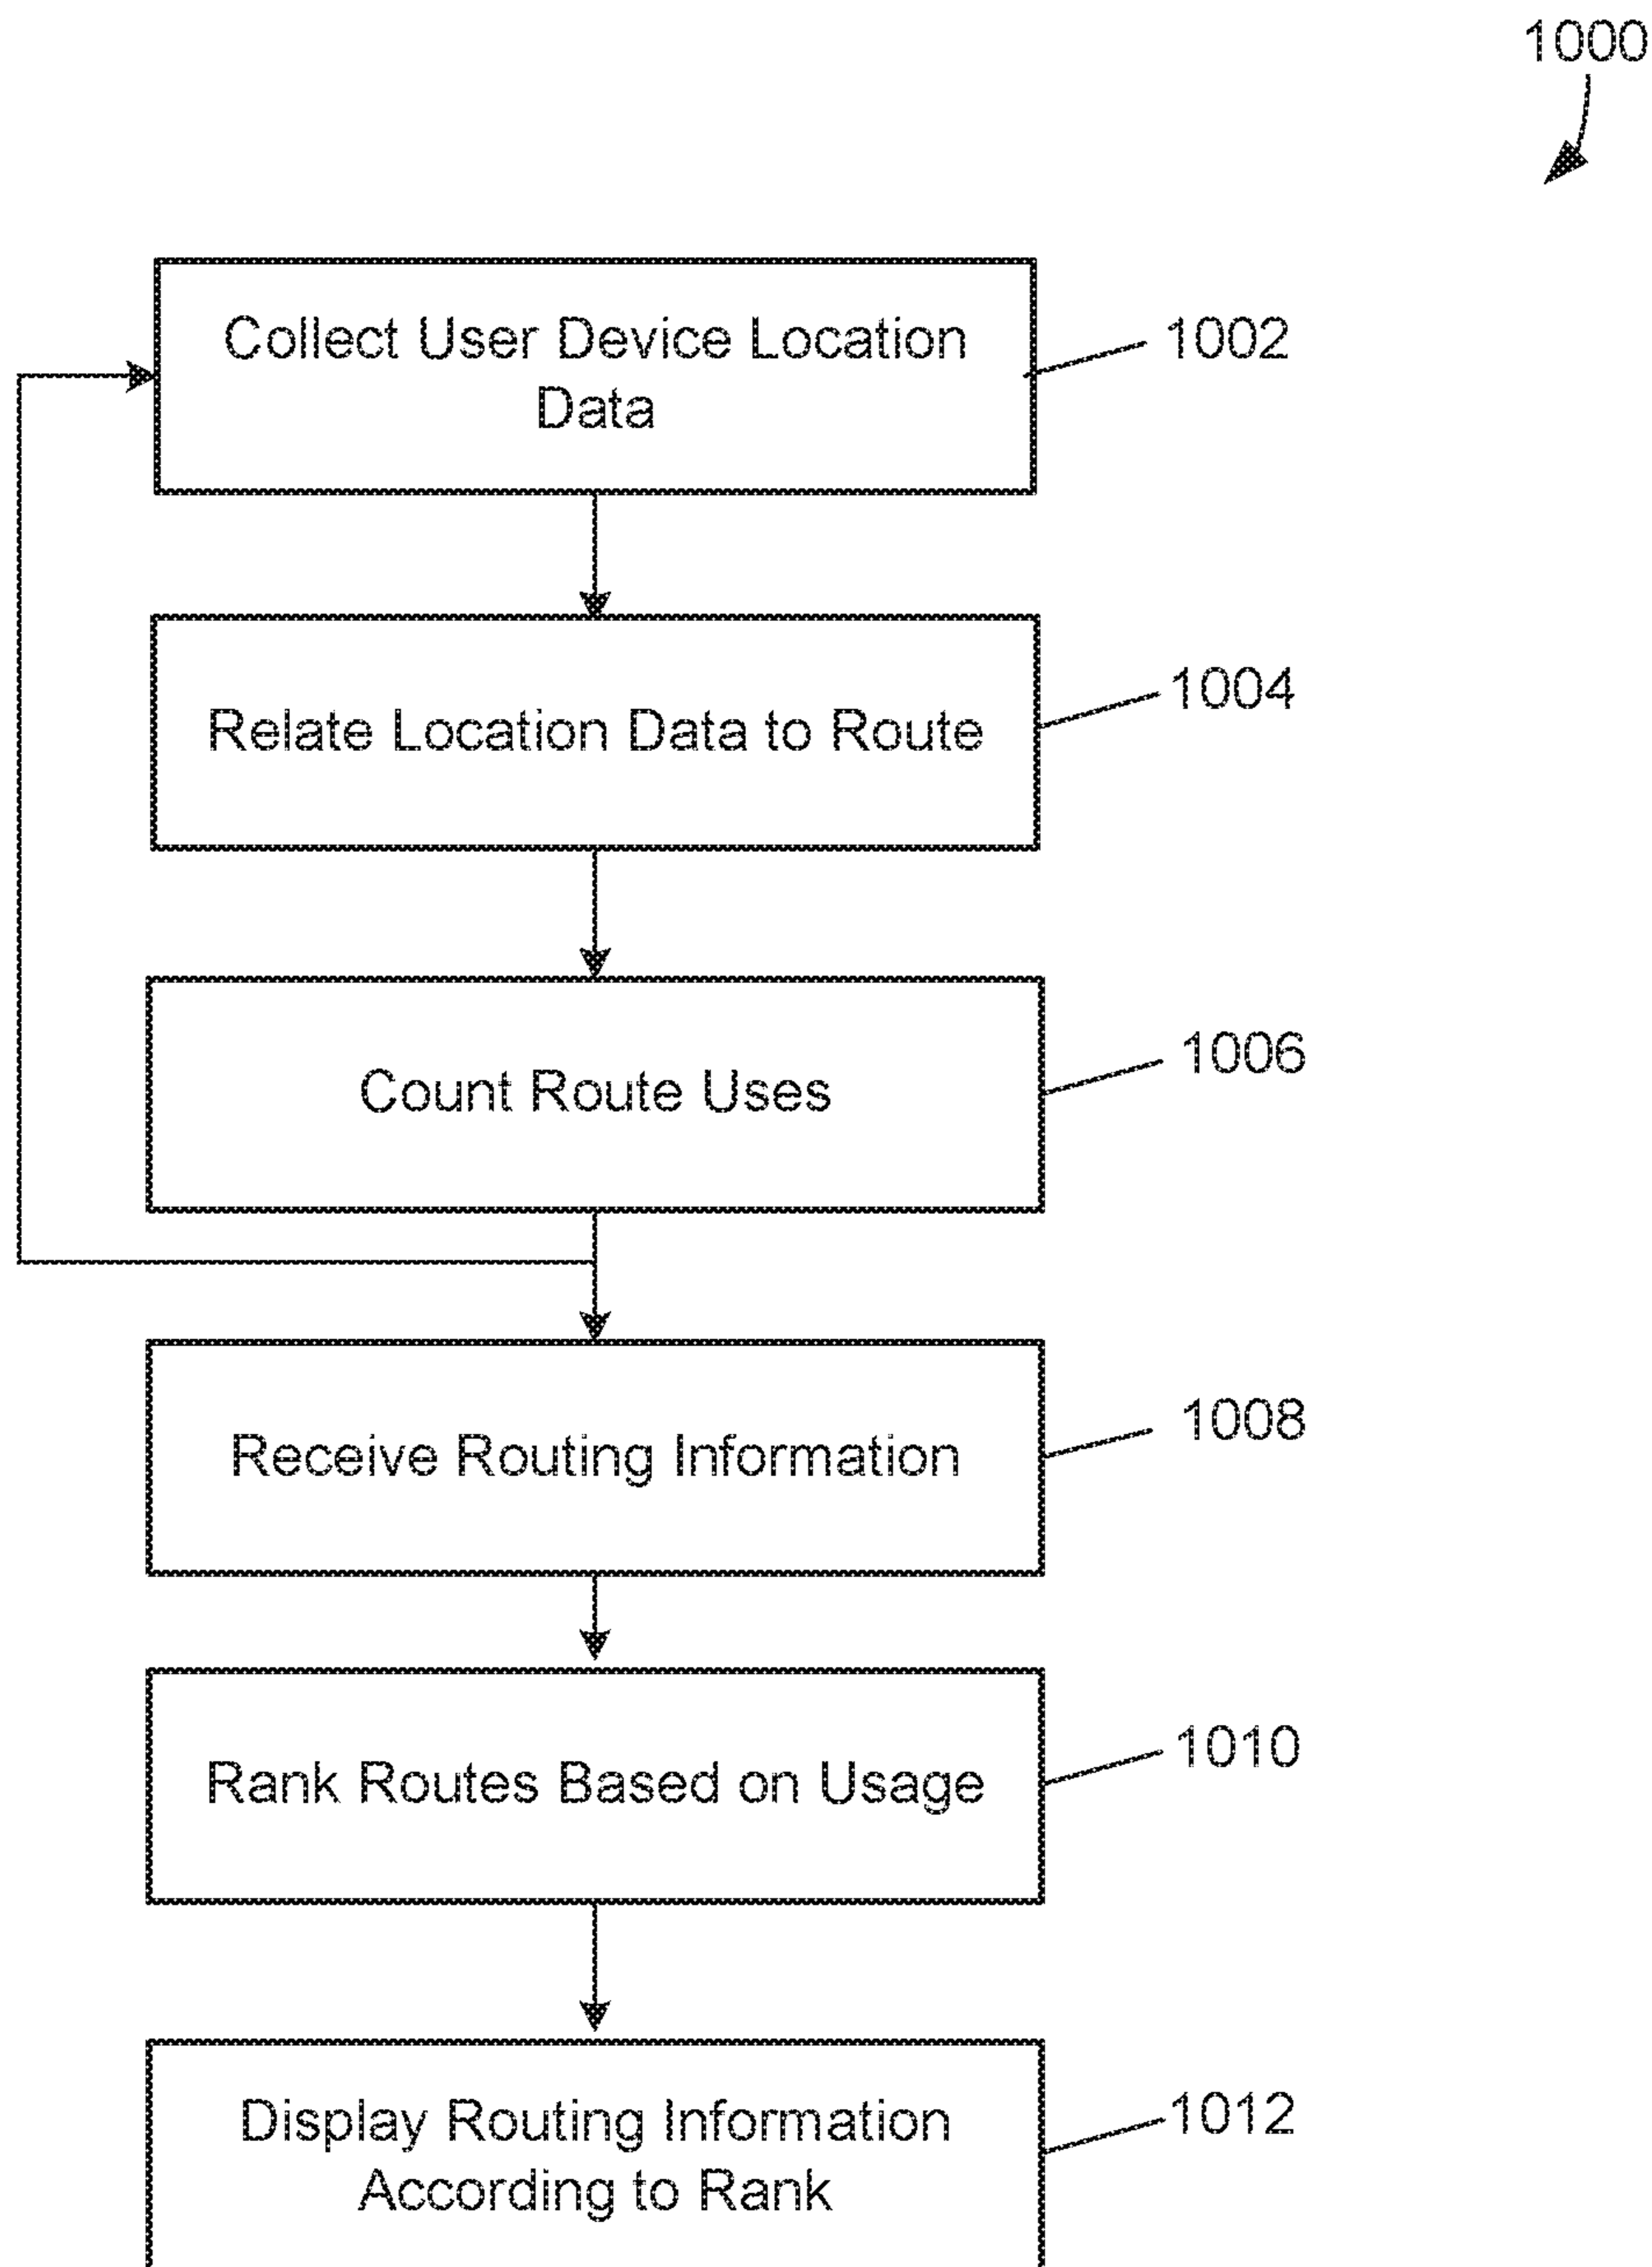 1000
Collect User Device Location
Data
1002
Relate Location Data to Route
1004
Count Route Uses
1006
Receive Routing Information
1008
Rank Routes Based on Usage
1010
Display Routing Information
According to Rank
1012